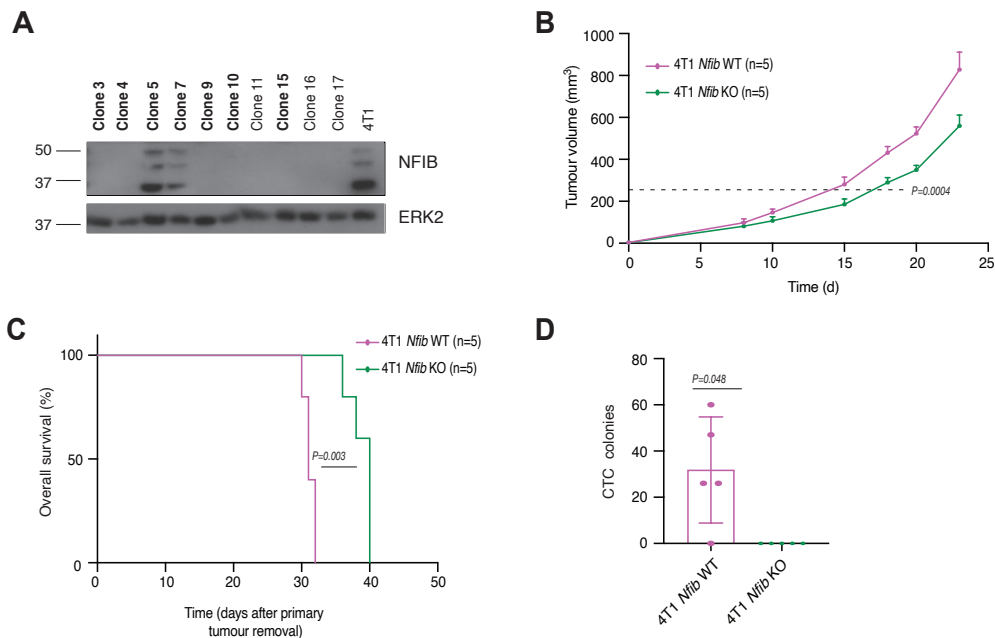 A
Clone 3
Clone 4
Clone 5
Clone 7
Clone 9
Clone 10
Clone 11
Clone 15
Clone 16
Clone 17
4T1
50
37
NFIB
37
ERK2
B
4T1 Nfib WT (n=5)
4T1 Nfib KO (n=5)
Tumour volume (mm³)
1000
800
600
400
200
0
P=0.0004
0 5 10 15 20 25
Time (d)
C
4T1 Nfib WT (n=5)
4T1 Nfib KO (n=5)
Overall survival (%)
100
50
0
P=0.003
0 10 20 30 40 50
Time (days after primary
tumour removal)
D
CTC colonies
80
60
40
20
0
P=0.048
4T1 Nfib WT
4T1 Nfib KO